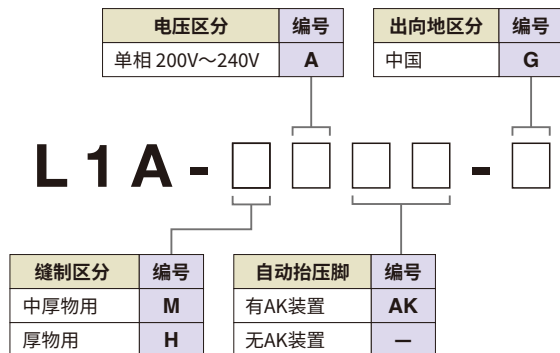 电压区分 编号
单相 200V～240V A
出向地区分 编号
中国 G
L 1 A - □ □ □ □ - □
缝制区分 编号
中厚物用 M
厚物用 H
自动抬压脚 编号
有AK装置 AK
无AK装置 —